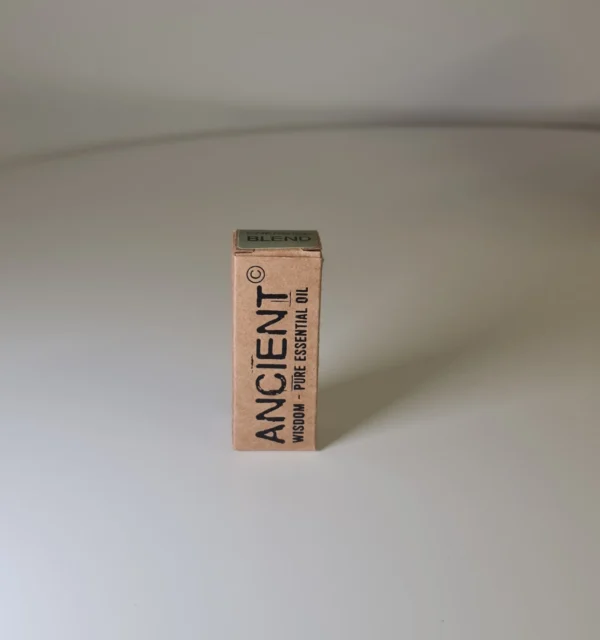 BLEND
ANCIENT©
WISDOM - PURE ESSENTIAL OIL